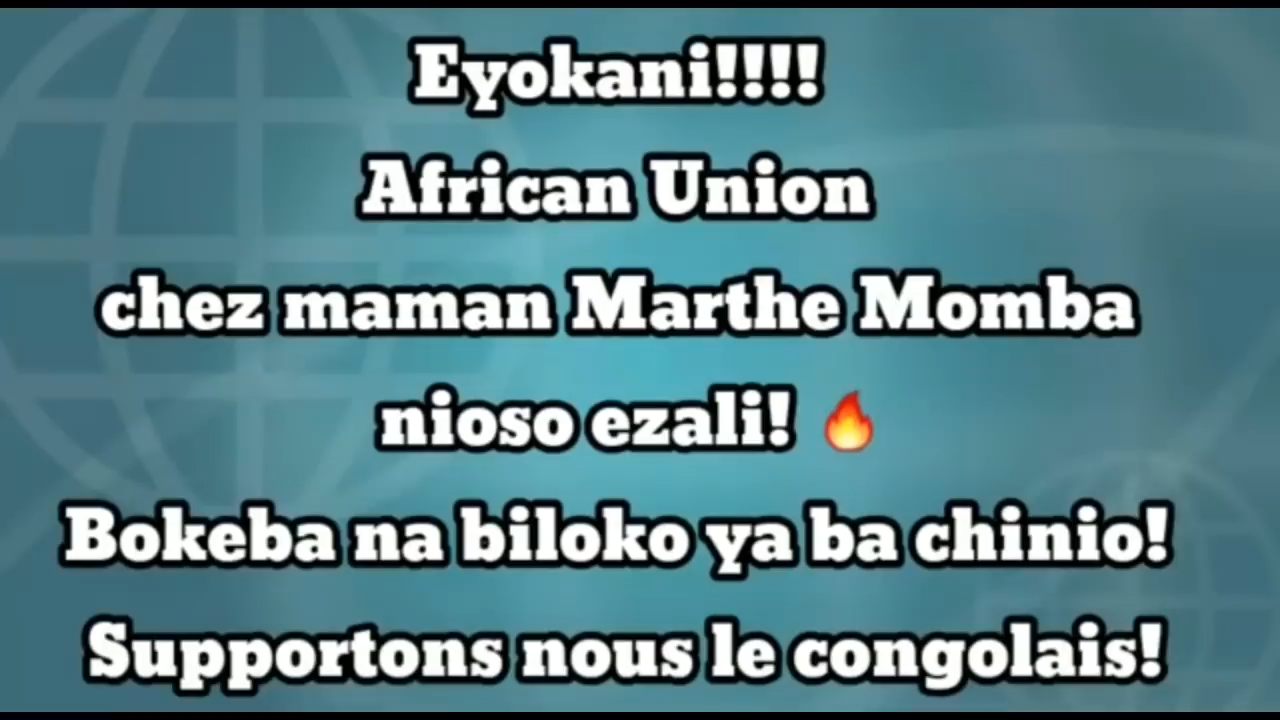 Eyokani!!!!
African Union
chez maman Marthe Momba
nioso ezali! 🔥
Bokeba na biloko ya ba chinio!
Supportons nous le congolais!